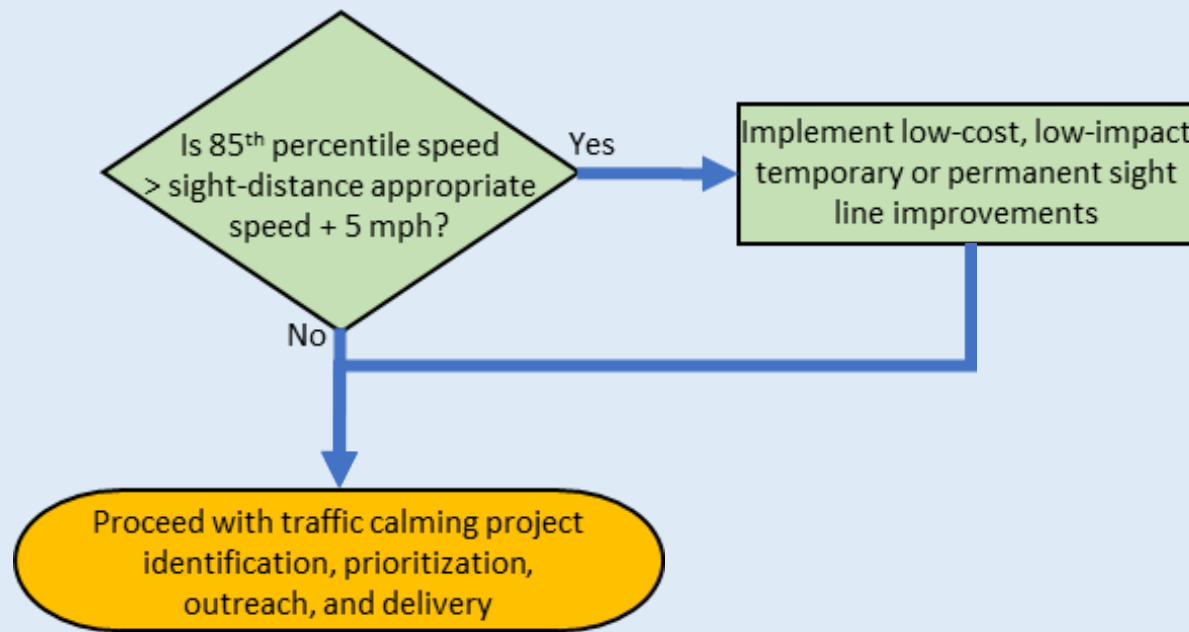 Is 85th percentile speed
> sight-distance appropriate
speed + 5 mph?
Yes
Implement low-cost, low-impact
temporary or permanent sight
line improvements
No
Proceed with traffic calming project
identification, prioritization,
outreach, and delivery